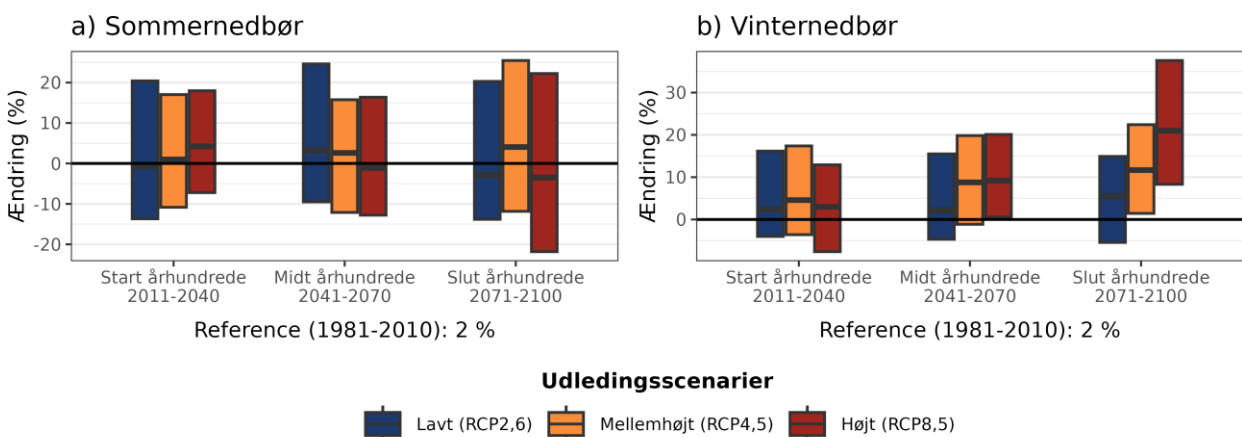 a) Sommernedbør
Ændring (%)
20
10
0
-10
-20
Start århundrede
2011-2040
Midt århundrede
2041-2070
Slut århundrede
2071-2100
Reference (1981-2010): 2 %
b) Vinternedbør
Ændring (%)
30
20
10
0
Start århundrede
2011-2040
Midt århundrede
2041-2070
Slut århundrede
2071-2100
Reference (1981-2010): 2 %
Udledingsscenarier
Lavt (RCP2,6)
Mellemhøjt (RCP4,5)
Højt (RCP8,5)